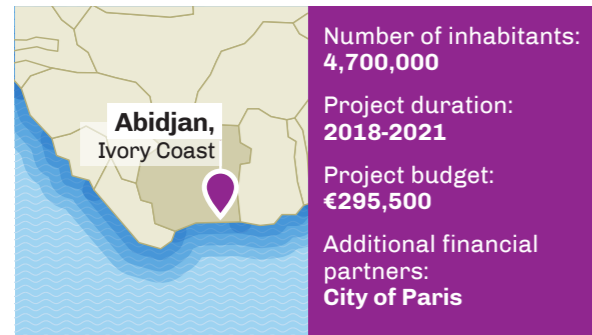 Abidjan,
Ivory Coast
Number of inhabitants:
4,700,000
Project duration:
2018-2021
Project budget:
€295,500
Additional financial
partners:
City of Paris